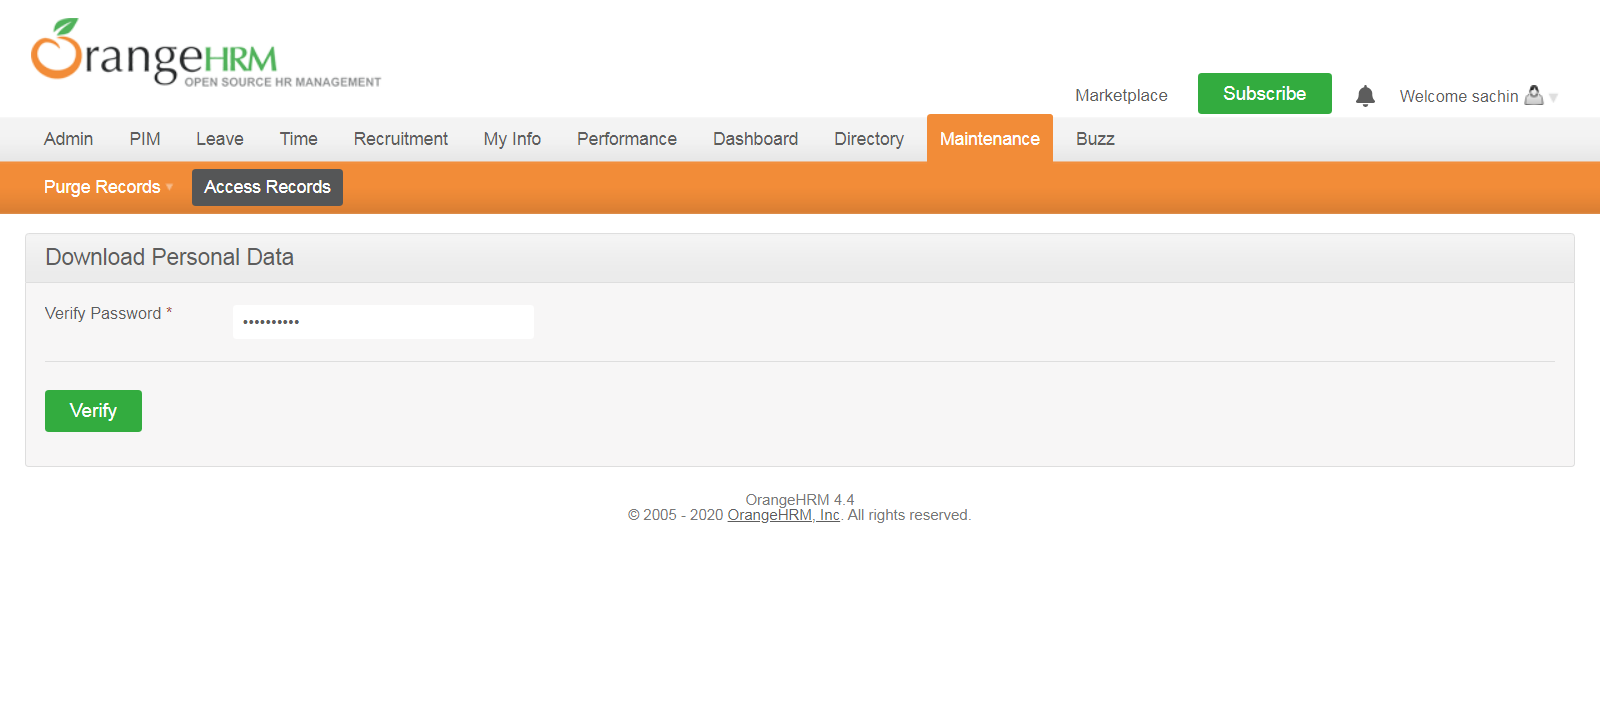 OrangeHRM
OPEN SOURCE HR MANAGEMENT
Marketplace
Subscribe
Welcome sachin
Admin PIM Leave Time Recruitment My Info Performance Dashboard Directory Maintenance Buzz
Purge Records Access Records
Download Personal Data
Verify Password *
••••••••••
Verify
OrangeHRM 4.4
© 2005 - 2020 OrangeHRM, Inc. All rights reserved.